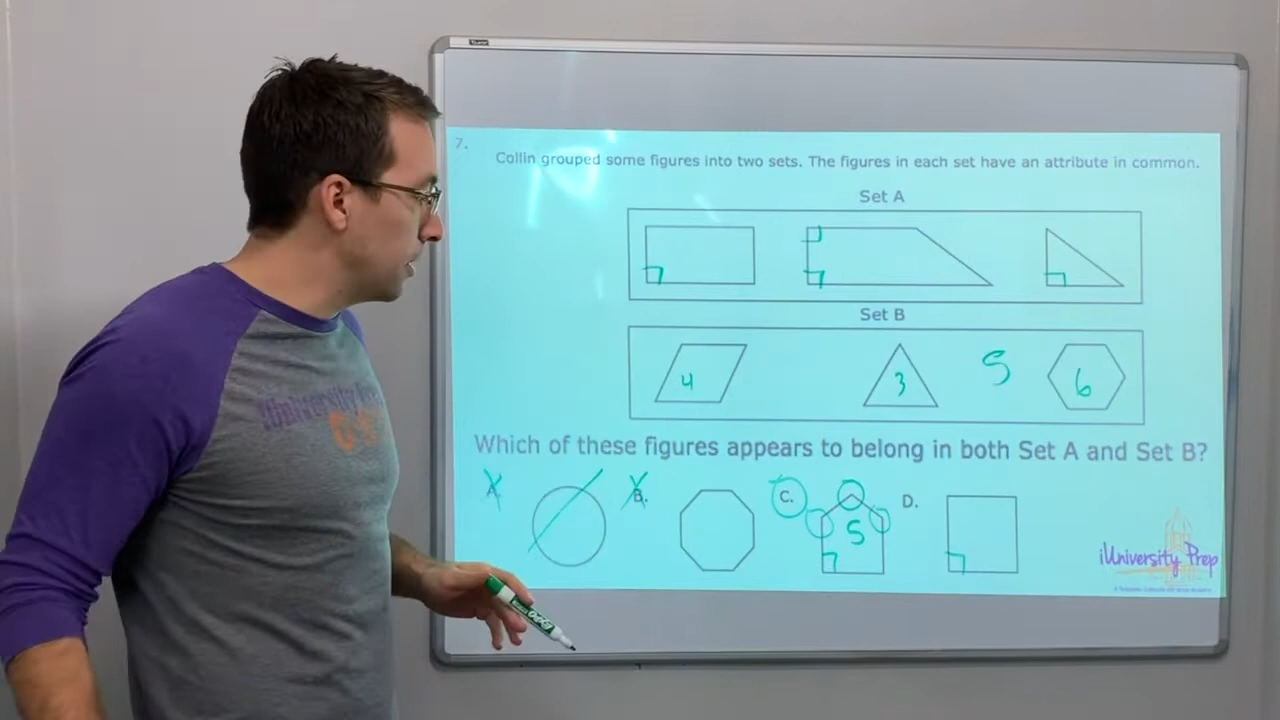 7.
Collin grouped some figures into two sets. The figures in each set have an attribute in common.
Set A
Set B
4
3
5
6
Which of these figures appears to belong in both Set A and Set B?
A. B. C. D.
5
iUniversity Prep
iUniversity